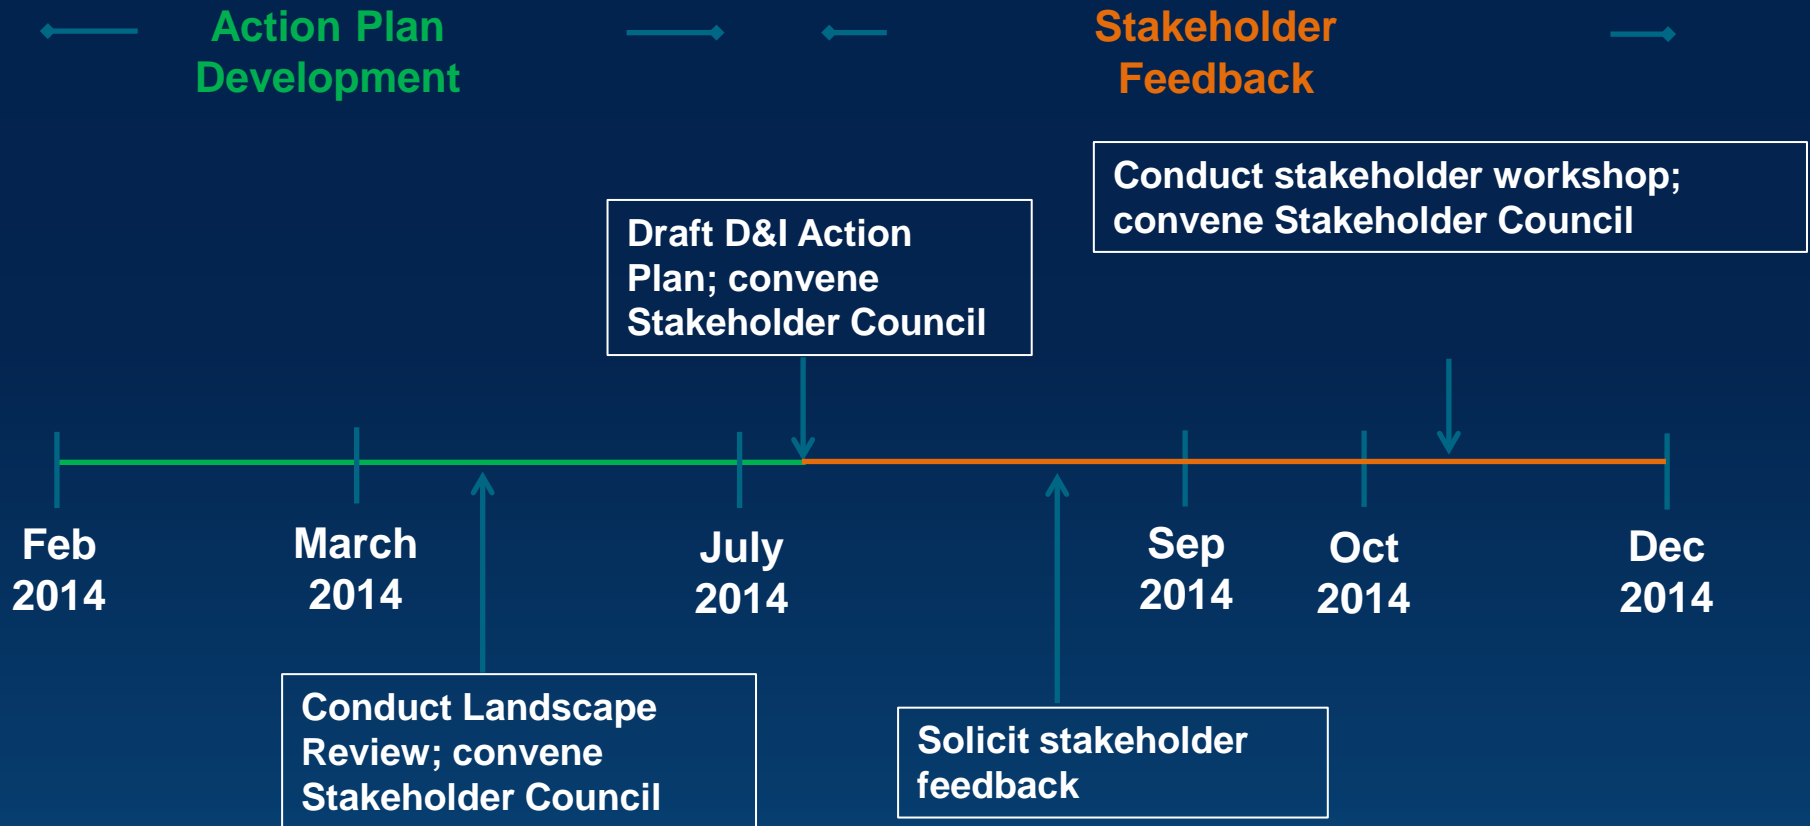 Action Plan
Development
Stakeholder
Feedback
Conduct stakeholder workshop;
convene Stakeholder Council
Draft D&I Action
Plan; convene
Stakeholder Council
Feb
2014
March
2014
July
2014
Sep
2014
Oct
2014
Dec
2014
Conduct Landscape
Review; convene
Stakeholder Council
Solicit stakeholder
feedback